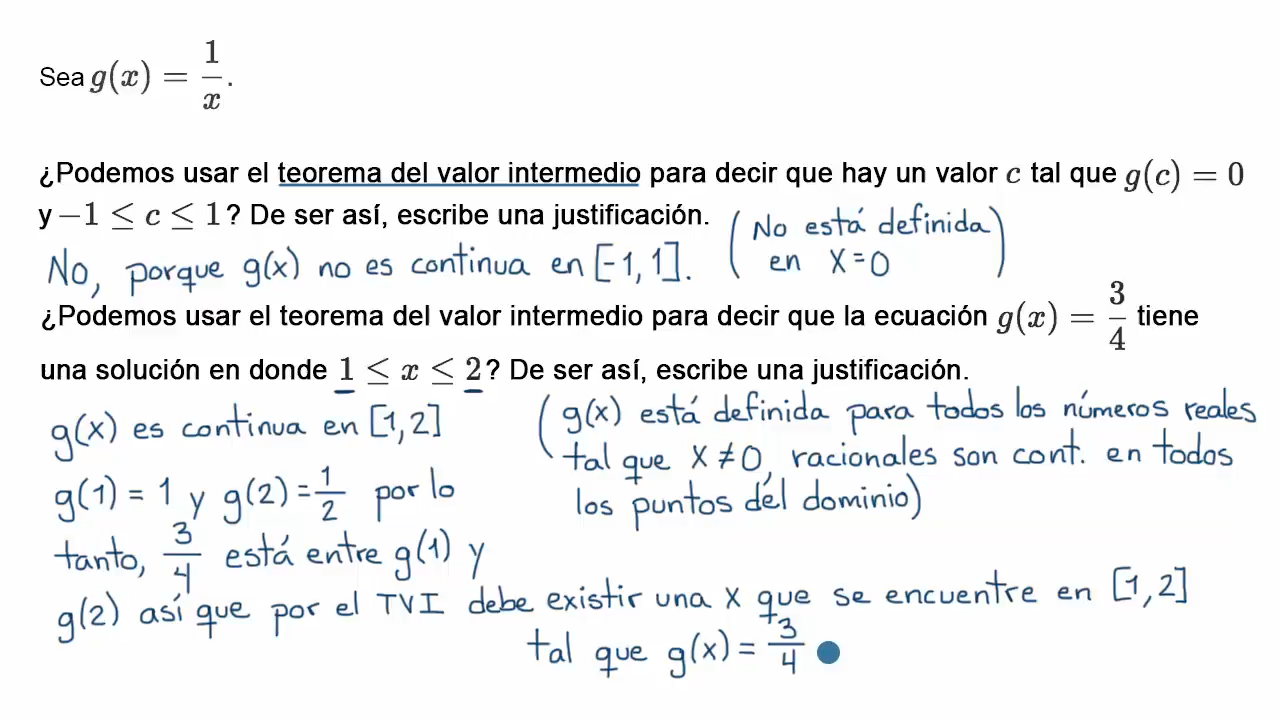 Sea g(x) = 1/x.
¿Podemos usar el teorema del valor intermedio para decir que hay un valor c tal que g(c) = 0
y −1 ≤ c ≤ 1? De ser así, escribe una justificación.
No, porque g(x) no es continua en [-1, 1]. (No está definida
en x=0)
¿Podemos usar el teorema del valor intermedio para decir que la ecuación g(x) = 3/4 tiene
una solución en donde 1 ≤ x ≤ 2? De ser así, escribe una justificación.
g(x) es continua en [1,2]
g(1) = 1 y g(2) = 1/2 por lo
tanto, 3/4 está entre g(1) y
g(2) así que por el TVI debe existir una x que se encuentre en [1,2]
tal que g(x) = 3/4
(g(x) está definida para todos los números reales
tal que x ≠ 0, racionales son cont. en todos
los puntos del dominio)